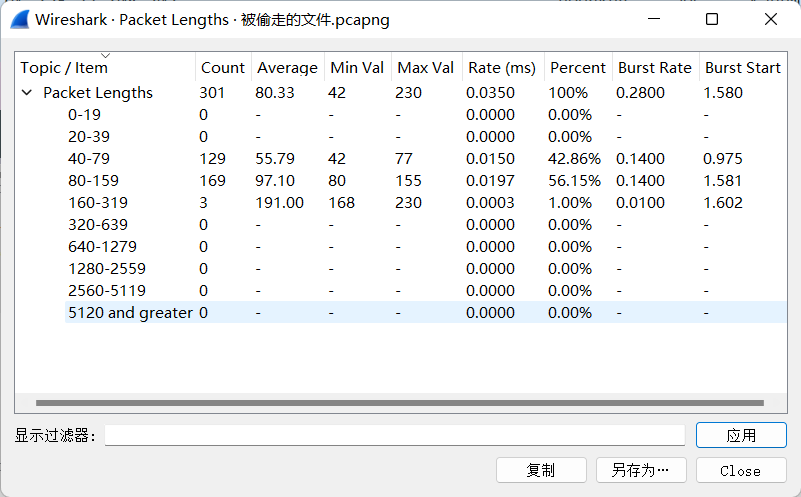 Wireshark · Packet Lengths · 被偷走的文件.pcapng
Topic / Item Count Average Min Val Max Val Rate (ms) Percent Burst Rate Burst Start
Packet Lengths 301 80.33 42 230 0.0350 100% 0.2800 1.580
0-19 0 - - - 0.0000 0.00% - -
20-39 0 - - - 0.0000 0.00% - -
40-79 129 55.79 42 77 0.0150 42.86% 0.1400 0.975
80-159 169 97.10 80 155 0.0197 56.15% 0.1400 1.581
160-319 3 191.00 168 230 0.0003 1.00% 0.0100 1.602
320-639 0 - - - 0.0000 0.00% - -
640-1279 0 - - - 0.0000 0.00% - -
1280-2559 0 - - - 0.0000 0.00% - -
2560-5119 0 - - - 0.0000 0.00% - -
5120 and greater 0 - - - 0.0000 0.00% - -
显示过滤器: 应用
复制 另存为… Close